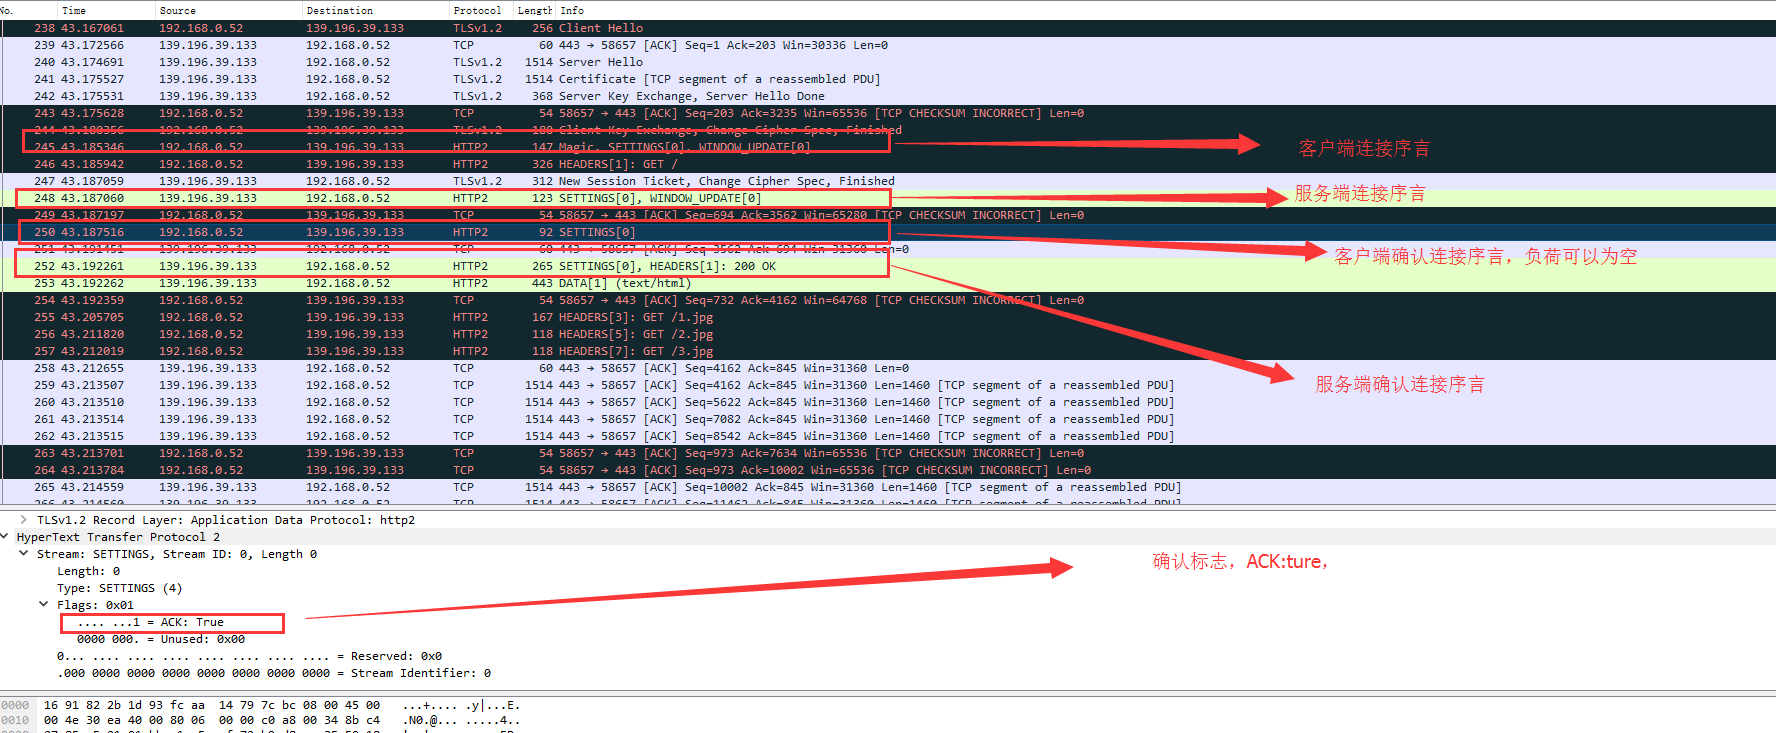 No. Time Source Destination Protocol Length Info
238 43.167061 192.168.0.52 139.196.39.133 TLSv1.2 256 Client Hello
239 43.172566 139.196.39.133 192.168.0.52 TCP 60 443 → 58657 [ACK] Seq=1 Ack=203 Win=30336 Len=0
240 43.174691 139.196.39.133 192.168.0.52 TLSv1.2 1514 Server Hello
241 43.175527 139.196.39.133 192.168.0.52 TLSv1.2 1514 Certificate [TCP segment of a reassembled PDU]
242 43.175531 139.196.39.133 192.168.0.52 TLSv1.2 368 Server Key Exchange, Server Hello Done
243 43.175628 192.168.0.52 139.196.39.133 TCP 54 58657 → 443 [ACK] Seq=203 Ack=3235 Win=65536 [TCP CHECKSUM INCORRECT] Len=0
244 43.180356 192.168.0.52 139.196.39.133 TLSv1.2 180 Client Key Exchange, Change Cipher Spec, Finished
245 43.185346 192.168.0.52 139.196.39.133 HTTP2 147 Magic, SETTINGS[0], WINDOW_UPDATE[0]
客户端连接序言
246 43.185942 192.168.0.52 139.196.39.133 HTTP2 326 HEADERS[1]: GET /
247 43.187059 139.196.39.133 192.168.0.52 TLSv1.2 312 New Session Ticket, Change Cipher Spec, Finished
248 43.187060 139.196.39.133 192.168.0.52 HTTP2 123 SETTINGS[0], WINDOW_UPDATE[0]
服务端连接序言
249 43.187197 192.168.0.52 139.196.39.133 TCP 54 58657 → 443 [ACK] Seq=694 Ack=3562 Win=65280 [TCP CHECKSUM INCORRECT] Len=0
250 43.187516 192.168.0.52 139.196.39.133 HTTP2 92 SETTINGS[0]
251 43.191451 139.196.39.133 192.168.0.52 TCP 60 443 → 58657 [ACK] Seq=3562 Ack=694 Win=31360 Len=0
客户端确认连接序言，负荷可以为空
252 43.192261 139.196.39.133 192.168.0.52 HTTP2 265 SETTINGS[0], HEADERS[1]: 200 OK
253 43.192262 139.196.39.133 192.168.0.52 HTTP2 443 DATA[1] (text/html)
254 43.192359 192.168.0.52 139.196.39.133 TCP 54 58657 → 443 [ACK] Seq=732 Ack=4162 Win=64768 [TCP CHECKSUM INCORRECT] Len=0
255 43.205705 192.168.0.52 139.196.39.133 HTTP2 167 HEADERS[3]: GET /1.jpg
256 43.211820 192.168.0.52 139.196.39.133 HTTP2 118 HEADERS[5]: GET /2.jpg
257 43.212019 192.168.0.52 139.196.39.133 HTTP2 118 HEADERS[7]: GET /3.jpg
258 43.212655 139.196.39.133 192.168.0.52 TCP 60 443 → 58657 [ACK] Seq=4162 Ack=845 Win=31360 Len=0
259 43.213507 139.196.39.133 192.168.0.52 TCP 1514 443 → 58657 [ACK] Seq=4162 Ack=845 Win=31360 Len=1460 [TCP segment of a reassembled PDU]
服务端确认连接序言
260 43.213510 139.196.39.133 192.168.0.52 TCP 1514 443 → 58657 [ACK] Seq=5622 Ack=845 Win=31360 Len=1460 [TCP segment of a reassembled PDU]
261 43.213514 139.196.39.133 192.168.0.52 TCP 1514 443 → 58657 [ACK] Seq=7082 Ack=845 Win=31360 Len=1460 [TCP segment of a reassembled PDU]
262 43.213515 139.196.39.133 192.168.0.52 TCP 1514 443 → 58657 [ACK] Seq=8542 Ack=845 Win=31360 Len=1460 [TCP segment of a reassembled PDU]
263 43.213701 192.168.0.52 139.196.39.133 TCP 54 58657 → 443 [ACK] Seq=973 Ack=7634 Win=65536 [TCP CHECKSUM INCORRECT] Len=0
264 43.213784 192.168.0.52 139.196.39.133 TCP 54 58657 → 443 [ACK] Seq=973 Ack=10002 Win=65536 [TCP CHECKSUM INCORRECT] Len=0
265 43.214559 139.196.39.133 192.168.0.52 TCP 1514 443 → 58657 [ACK] Seq=10002 Ack=845 Win=31360 Len=1460 [TCP segment of a reassembled PDU]
266 43.214560 139.196.39.133 192.168.0.52 TCP 1514 443 → 58657 [ACK] Seq=11462 Ack=845 Win=31360 Len=1460 [TCP segment of a reassembled PDU]
TLSv1.2 Record Layer: Application Data Protocol: http2
HyperText Transfer Protocol 2
Stream: SETTINGS, Stream ID: 0, Length 0
确认标志，ACK:ture,
Length: 0
Type: SETTINGS (4)
Flags: 0x01
.... ...1 = ACK: True
0000 000. = Unused: 0x00
0... .... .... .... .... .... .... .... = Reserved: 0x0
.000 0000 0000 0000 0000 0000 0000 0000 = Stream Identifier: 0
0000 16 91 82 2b 1d 93 fc aa 14 79 7c bc 08 00 45 00 ...+.... .y|...E.
0010 00 4e 30 ea 40 00 80 06 00 00 c0 a8 00 34 8b c4 .N0.@... .....4..